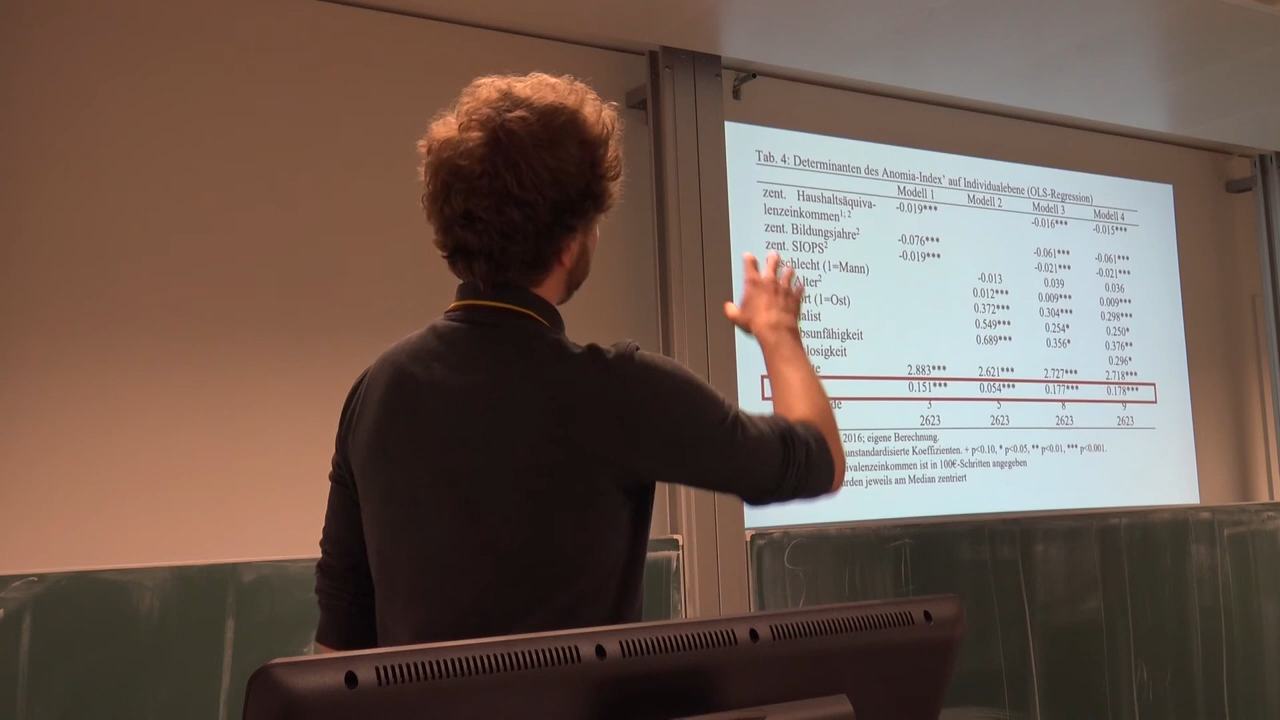 Tab. 4: Determinanten des Anomia-Index' auf Individualebene (OLS-Regression)
Modell 1 Modell 2 Modell 3 Modell 4
zent. Haushaltsäquiva-
lenzeinkommen1; 2 -0.019*** -0.016*** -0.015***
zent. Bildungsjahre2 -0.076*** -0.061*** -0.061***
zent. SIOPS2 -0.019*** -0.021*** -0.021***
schlecht (1=Mann) -0.013 0.039 0.036
Alter2 0.012*** 0.009*** 0.009***
ort (1=Ost) 0.372*** 0.304*** 0.298***
alist 0.549*** 0.254* 0.250*
bsunfähigkeit 0.689*** 0.356* 0.376**
losigkeit 0.296*
te 2.883*** 2.621*** 2.727*** 2.718***
0.151*** 0.054*** 0.177*** 0.178***
de 3 5 8 9
2623 2623 2623 2623
2016; eigene Berechnung.
unstandardisierte Koeffizienten. + p<0.10, * p<0.05, ** p<0.01, *** p<0.001.
ivalenzeinkommen ist in 100€-Schritten angegeben
rden jeweils am Median zentriert